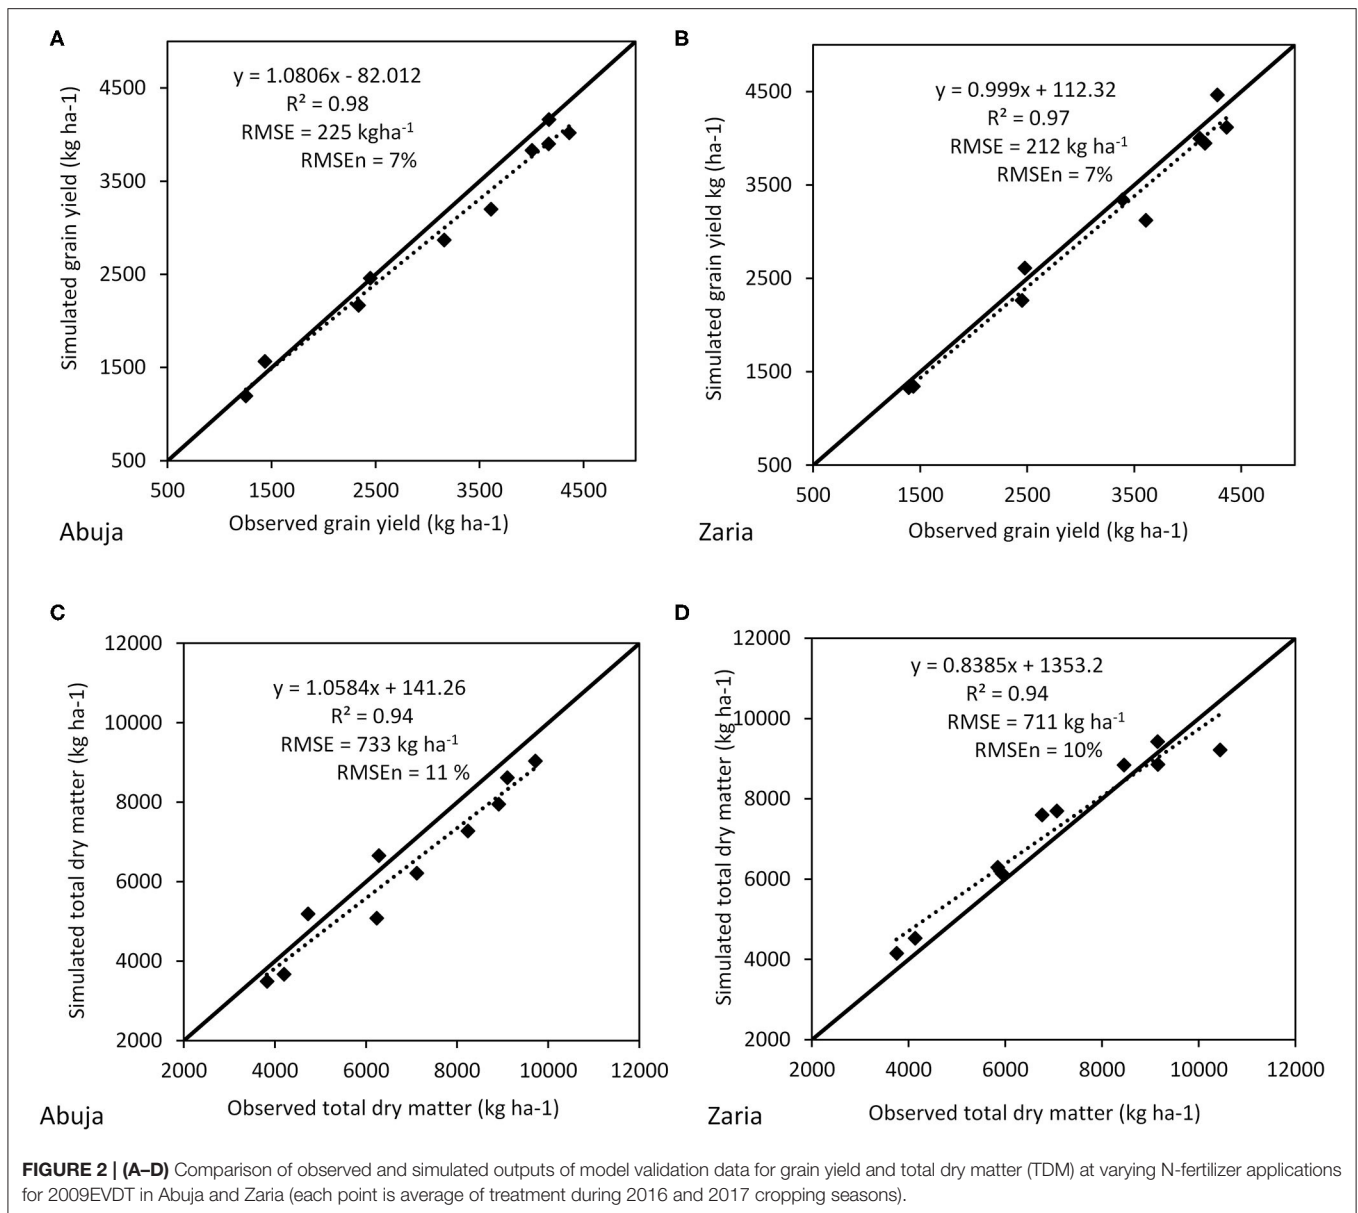 A
y = 1.0806x - 82.012
R² = 0.98
RMSE = 225 kgha⁻¹
RMSEn = 7%
Simulated grain yield (kg ha-1)
4500
3500
2500
1500
500
500 1500 2500 3500 4500
Observed grain yield (kg ha-1)
Abuja
B
y = 0.999x + 112.32
R² = 0.97
RMSE = 212 kg ha⁻¹
RMSEn = 7%
Simulated grain yield kg (ha-1)
4500
3500
2500
1500
500
500 1500 2500 3500 4500
Observed grain yield (kg ha-1)
Zaria
C
y = 1.0584x + 141.26
R² = 0.94
RMSE = 733 kg ha⁻¹
RMSEn = 11 %
Simulated total dry matter (kg ha-1)
12000
10000
8000
6000
4000
2000
2000 4000 6000 8000 10000 12000
Observed total dry matter (kg ha-1)
Abuja
D
y = 0.8385x + 1353.2
R² = 0.94
RMSE = 711 kg ha⁻¹
RMSEn = 10%
Simulated total dry matter (kg ha-1)
12000
10000
8000
6000
4000
2000
2000 4000 6000 8000 10000 12000
Observed total dry matter (kg ha-1)
Zaria
FIGURE 2 | (A–D) Comparison of observed and simulated outputs of model validation data for grain yield and total dry matter (TDM) at varying N-fertilizer applications
for 2009EVDT in Abuja and Zaria (each point is average of treatment during 2016 and 2017 cropping seasons).